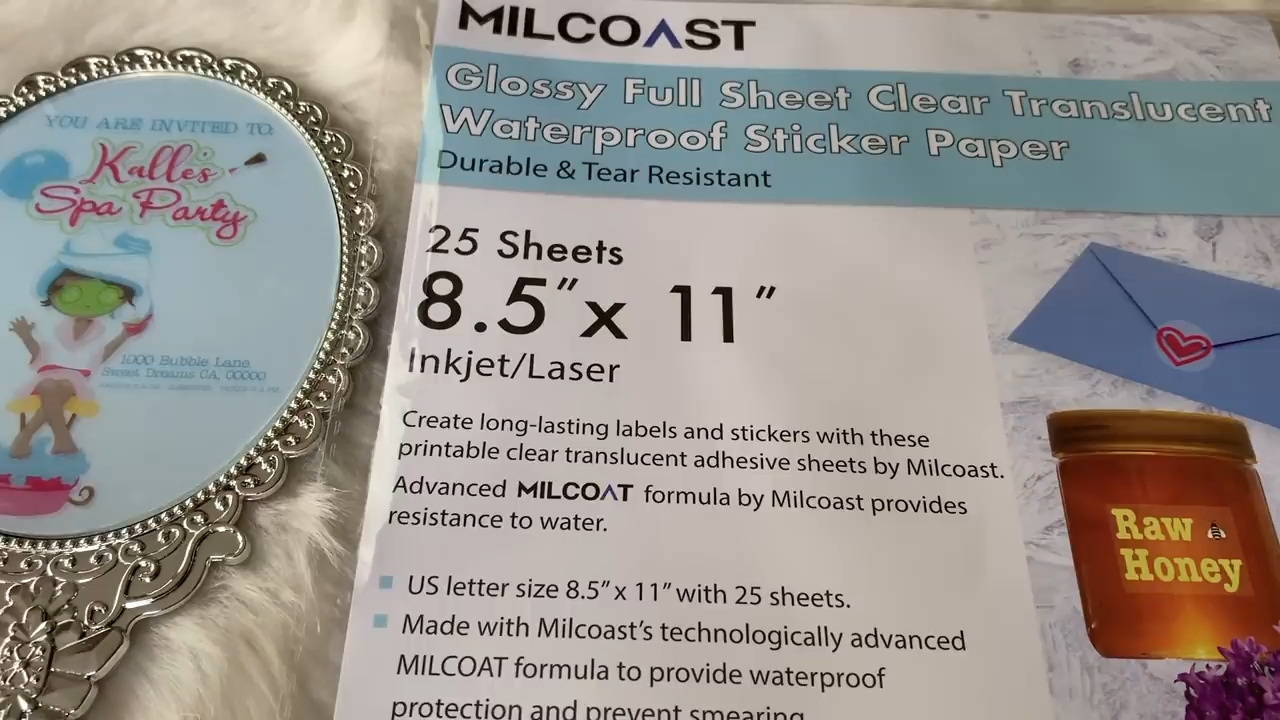 YOU ARE INVITED TO:
Kalle's
Spa Party
1000 Bubble Lane
Sweet Dreams CA, 00000
MILCOAST
Glossy Full Sheet Clear Translucent
Waterproof Sticker Paper
Durable & Tear Resistant
25 Sheets
8.5" x 11"
Inkjet/Laser
Create long-lasting labels and stickers with these
printable clear translucent adhesive sheets by Milcoast.
Advanced MILCOAT formula by Milcoast provides
resistance to water.
US letter size 8.5" x 11" with 25 sheets.
Made with Milcoast's technologically advanced
MILCOAT formula to provide waterproof
protection and prevent smearing
Raw
Honey